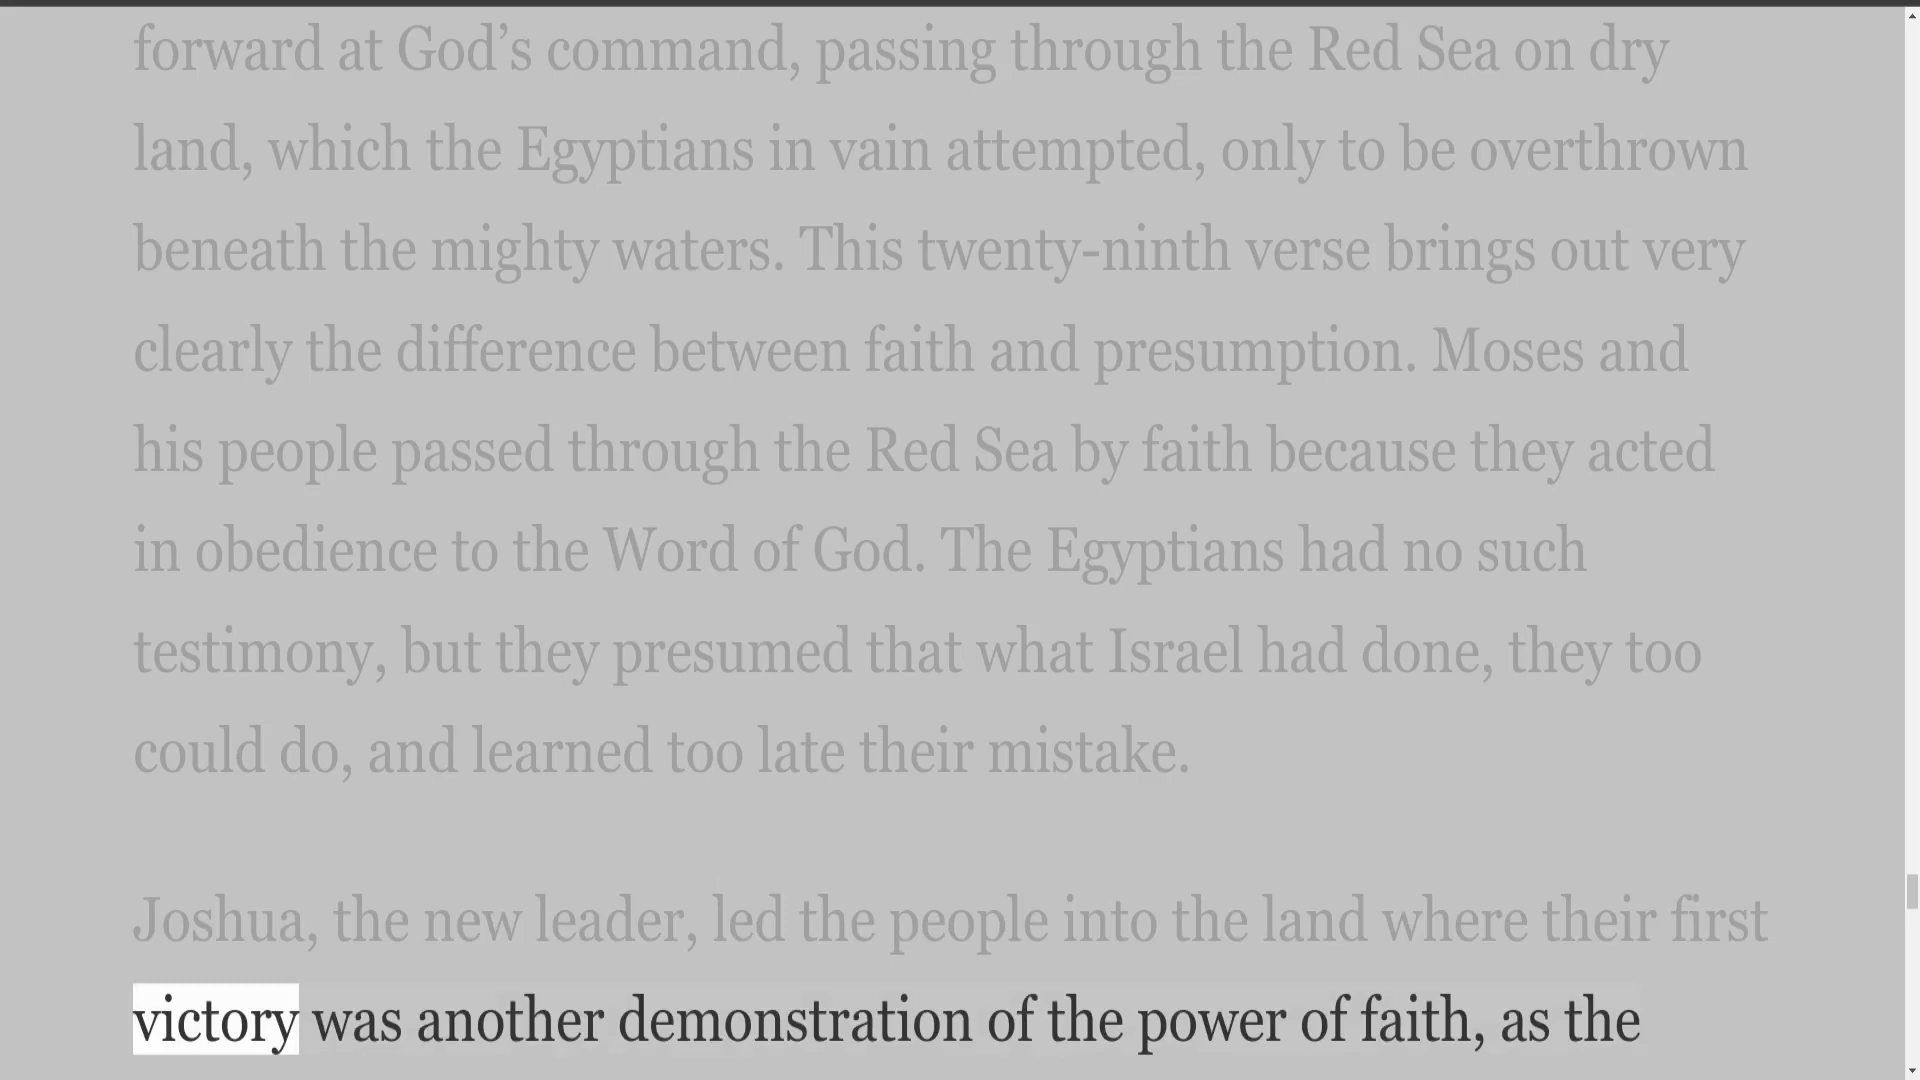 forward at God’s command, passing through the Red Sea on dry
land, which the Egyptians in vain attempted, only to be overthrown
beneath the mighty waters. This twenty-ninth verse brings out very
clearly the difference between faith and presumption. Moses and
his people passed through the Red Sea by faith because they acted
in obedience to the Word of God. The Egyptians had no such
testimony, but they presumed that what Israel had done, they too
could do, and learned too late their mistake.
Joshua, the new leader, led the people into the land where their first
victory was another demonstration of the power of faith, as the